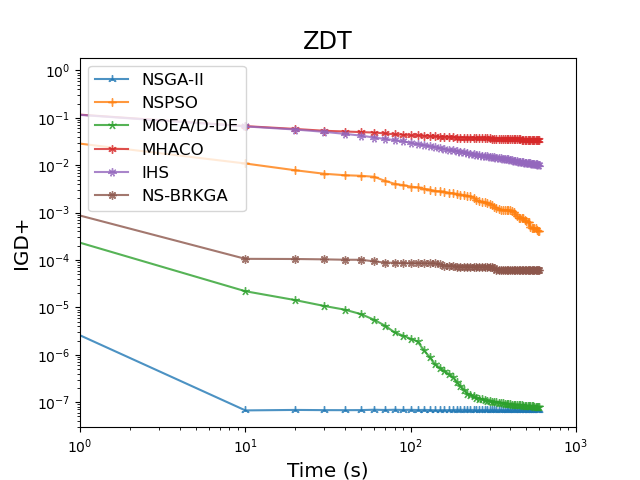 ZDT
IGD+
10⁰
10⁻¹
10⁻²
10⁻³
10⁻⁴
10⁻⁵
10⁻⁶
10⁻⁷
NSGA-II
NSPSO
MOEA/D-DE
MHACO
IHS
NS-BRKGA
10⁰ 10¹ 10² 10³
Time (s)